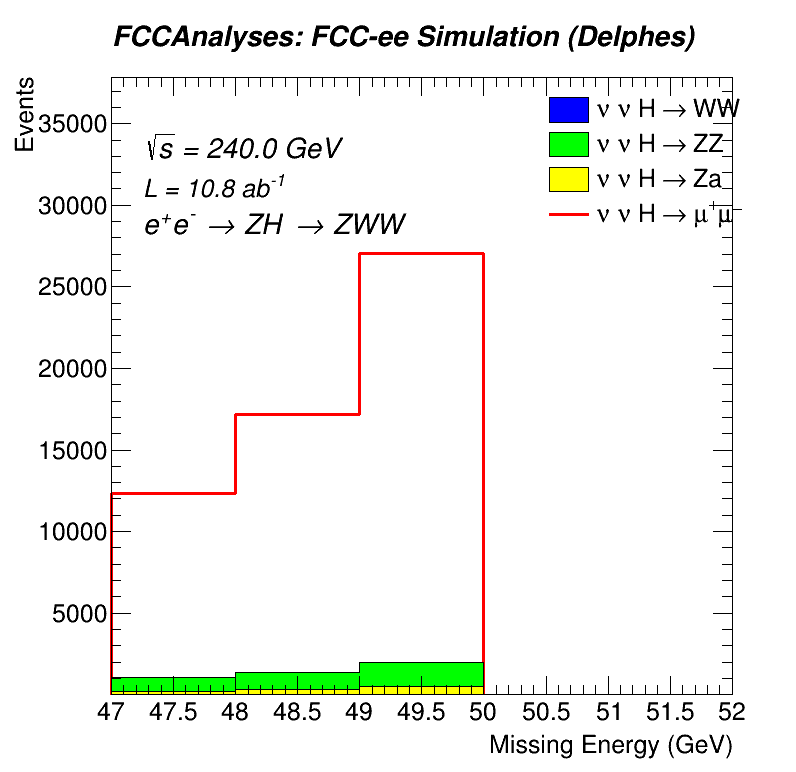 FCCAnalyses: FCC-ee Simulation (Delphes)
Events
35000
30000
25000
20000
15000
10000
5000
√s = 240.0 GeV
L = 10.8 ab⁻¹
e⁺e⁻ → ZH → ZWW
ν ν H → WW
ν ν H → ZZ
ν ν H → Za
ν ν H → μ⁺μ⁻
47 47.5 48 48.5 49 49.5 50 50.5 51 51.5 52
Missing Energy (GeV)